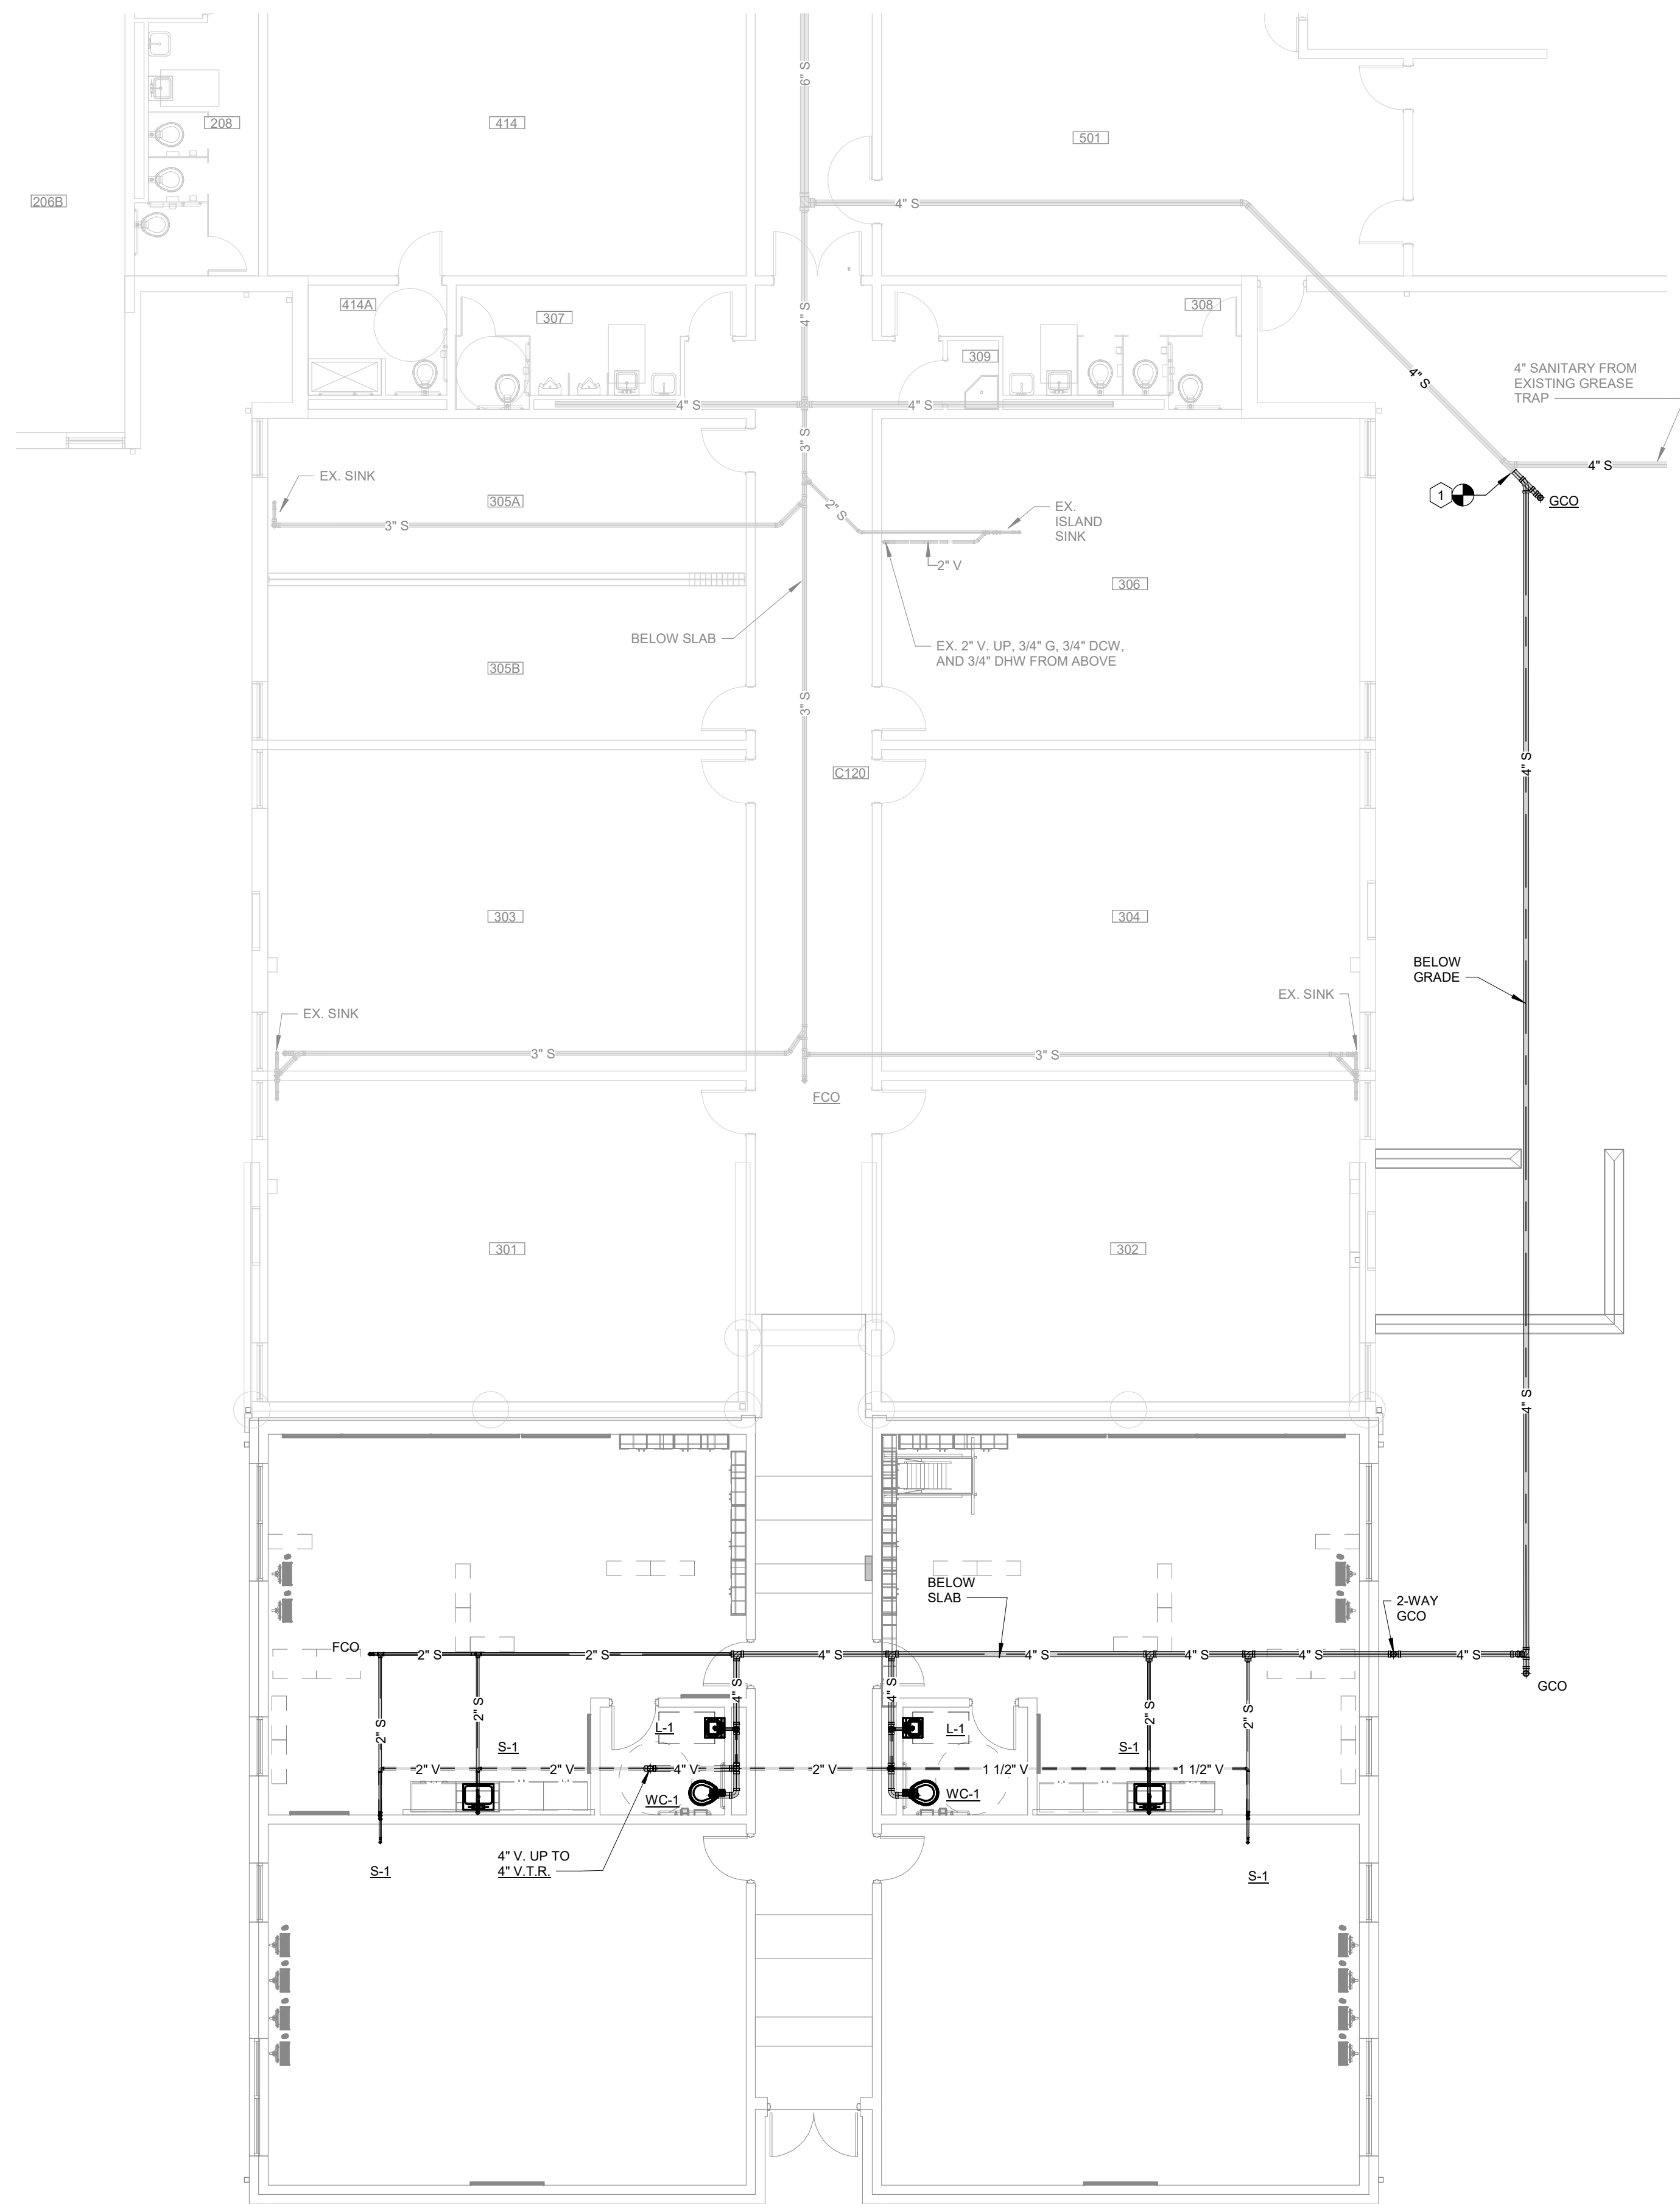 6" S
208
414
501
206B
4" S
414A
307
4" S
308
309
4" S
4" SANITARY FROM
EXISTING GREASE
TRAP
4" S
4" S
3" S
4" S
1
GCO
EX. SINK
305A
3" S
2" S
EX.
ISLAND
SINK
2" V
306
BELOW SLAB
EX. 2" V. UP, 3/4" G, 3/4" DCW,
AND 3/4" DHW FROM ABOVE
305B
3" S
4" S
C120
303
304
BELOW
GRADE
EX. SINK
EX. SINK
3" S
3" S
FCO
301
302
4" S
BELOW
SLAB
2-WAY
GCO
FCO
2" S
2" S
4" S
4" S
4" S
4" S
4" S
GCO
4" S
4" S
2" S
2" S
2" S
2" S
L-1
L-1
S-1
S-1
2" V
2" V
4" V
2" V
1 1/2" V
1 1/2" V
WC-1
WC-1
4" V. UP TO
4" V.T.R.
S-1
S-1